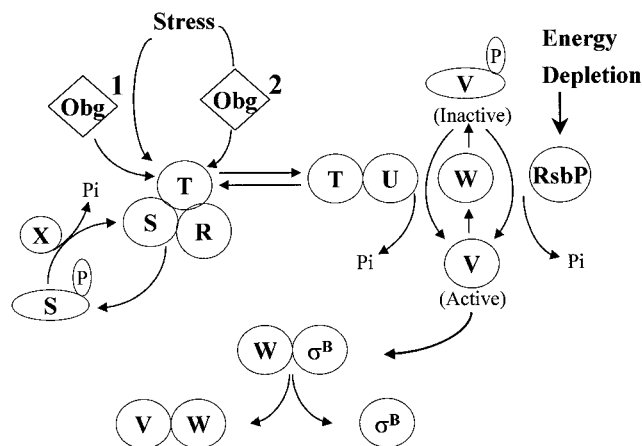 Stress
Energy
Depletion
1
Obg
2
Obg
P
V
(Inactive)
Pi
T
T U
W
RsbP
X
S
R
P
S
Pi
V
(Active)
Pi
W σB
V W
σB